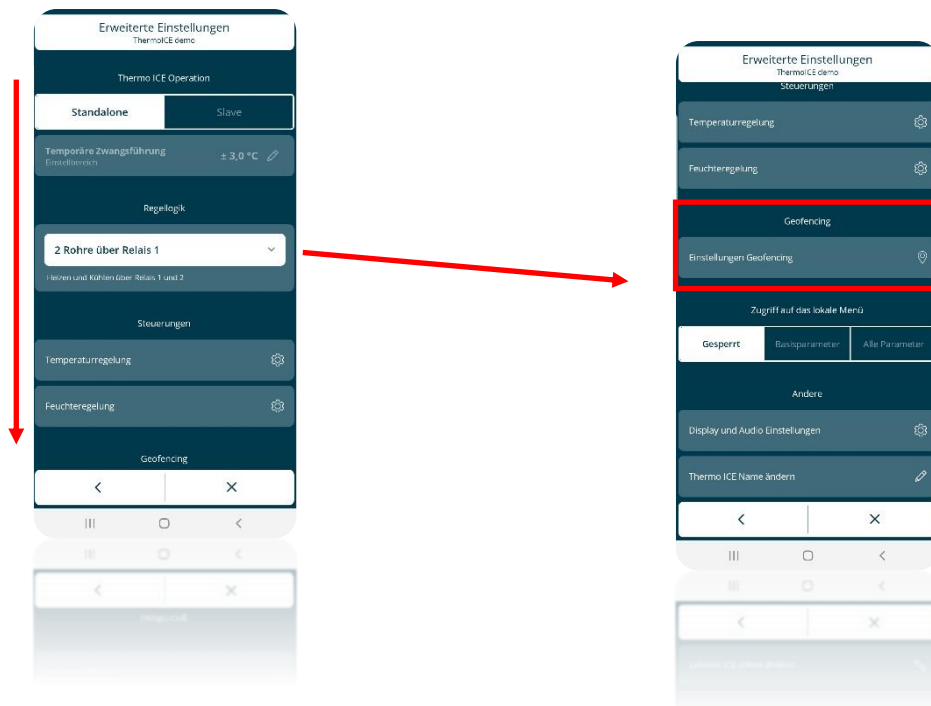 Erweiterte Einstellungen
ThermoICE demo
Thermo ICE Operation
Standalone
Slave
Temporäre Zwangsführung
Einstellbereich
± 3,0 °C
Regellogik
2 Rohre über Relais 1
Heizen und Kühlen über Relais 1 und 2
Steuerungen
Temperaturregelung
Feuchteregelung
Geofencing
Erweiterte Einstellungen
ThermoICE demo
Steuerungen
Temperaturregelung
Feuchteregelung
Geofencing
Einstellungen Geofencing
Zugriff auf das lokale Menü
Gesperrt
Basisparameter
Alle Parameter
Andere
Display und Audio Einstellungen
Thermo ICE Name ändern